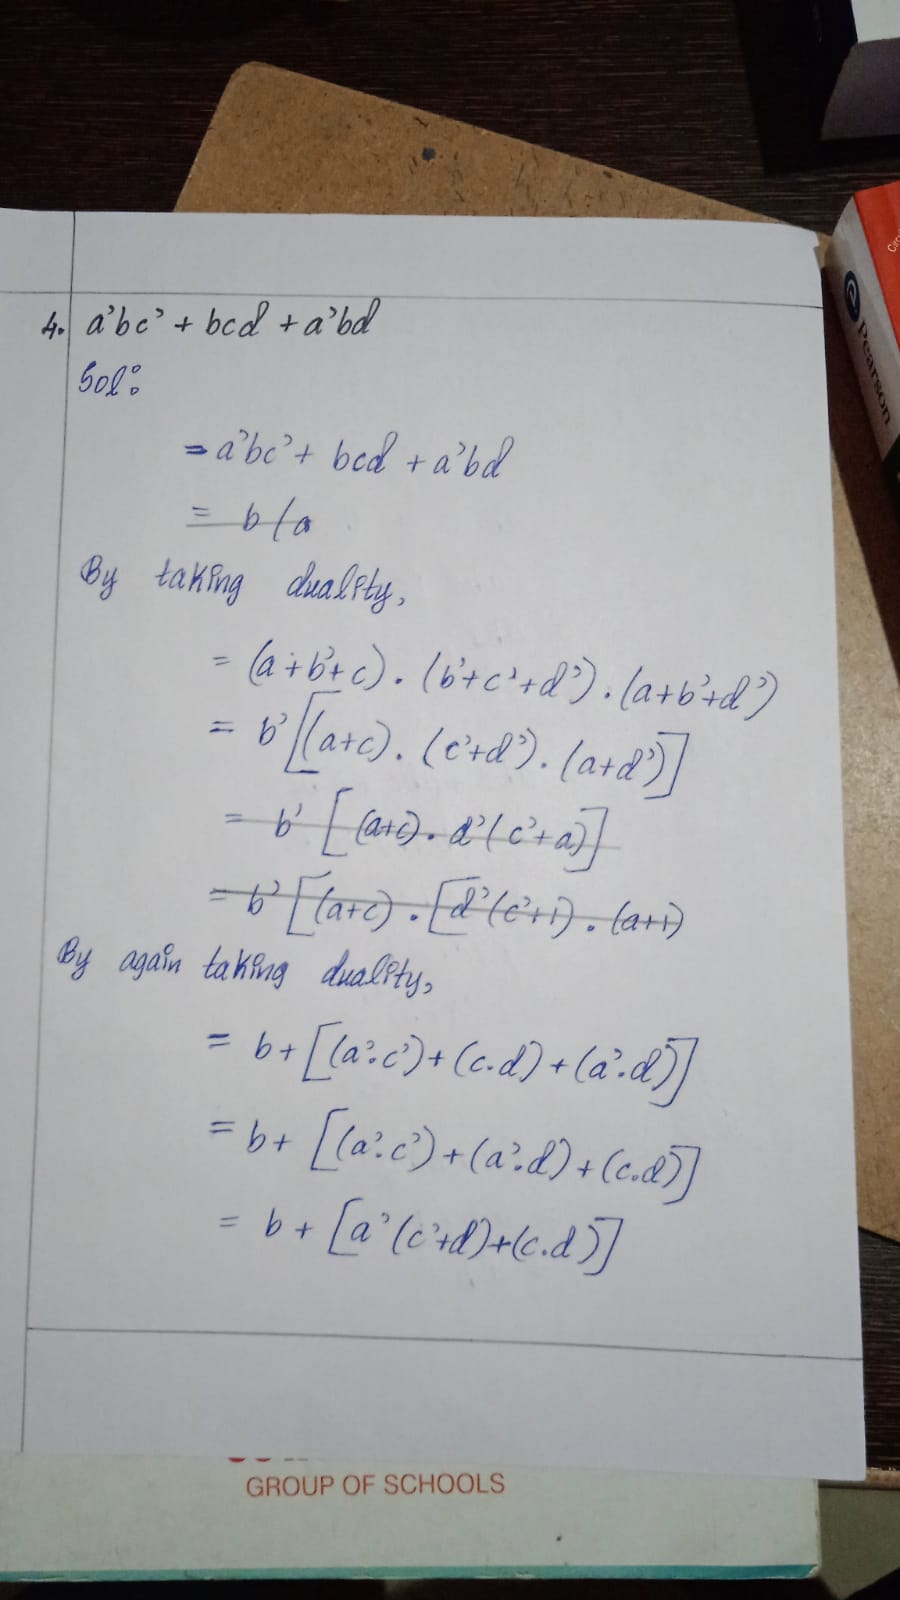 4. a'bc' + bcd + a'bd
Sol:
= a'bc' + bcd + a'bd
= b(a
By taking duality,
= (a+b'+c). (b'+c'+d'). (a+b'+d')
= b' [(a+c). (c'+d'). (a+d')]
= b' [(a+c). d'(c'+a)]
= b' [(a+c). [d'(c'+1). (a+1)
By again taking duality,
= b+ [(a'.c')+(c.d)+(a'.d)]
= b+ [(a'.c')+(a'.d)+(c.d)]
= b + [a'(c'+d)+(c.d)]
GROUP OF SCHOOLS
Pearson